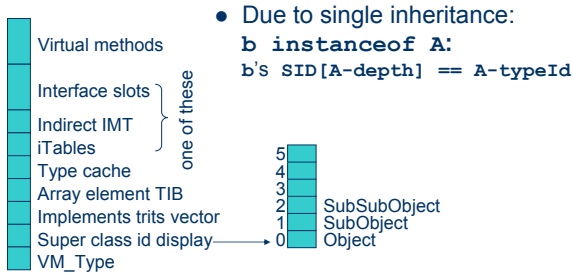 ● Due to single inheritance:
b instanceof A:
b's SID[A-depth] == A-typeId
Virtual methods
Interface slots
Indirect IMT
iTables
one of these
Type cache
Array element TIB
Implements trits vector
Super class id display
VM_Type
5
4
3
2 SubSubObject
1 SubObject
0 Object